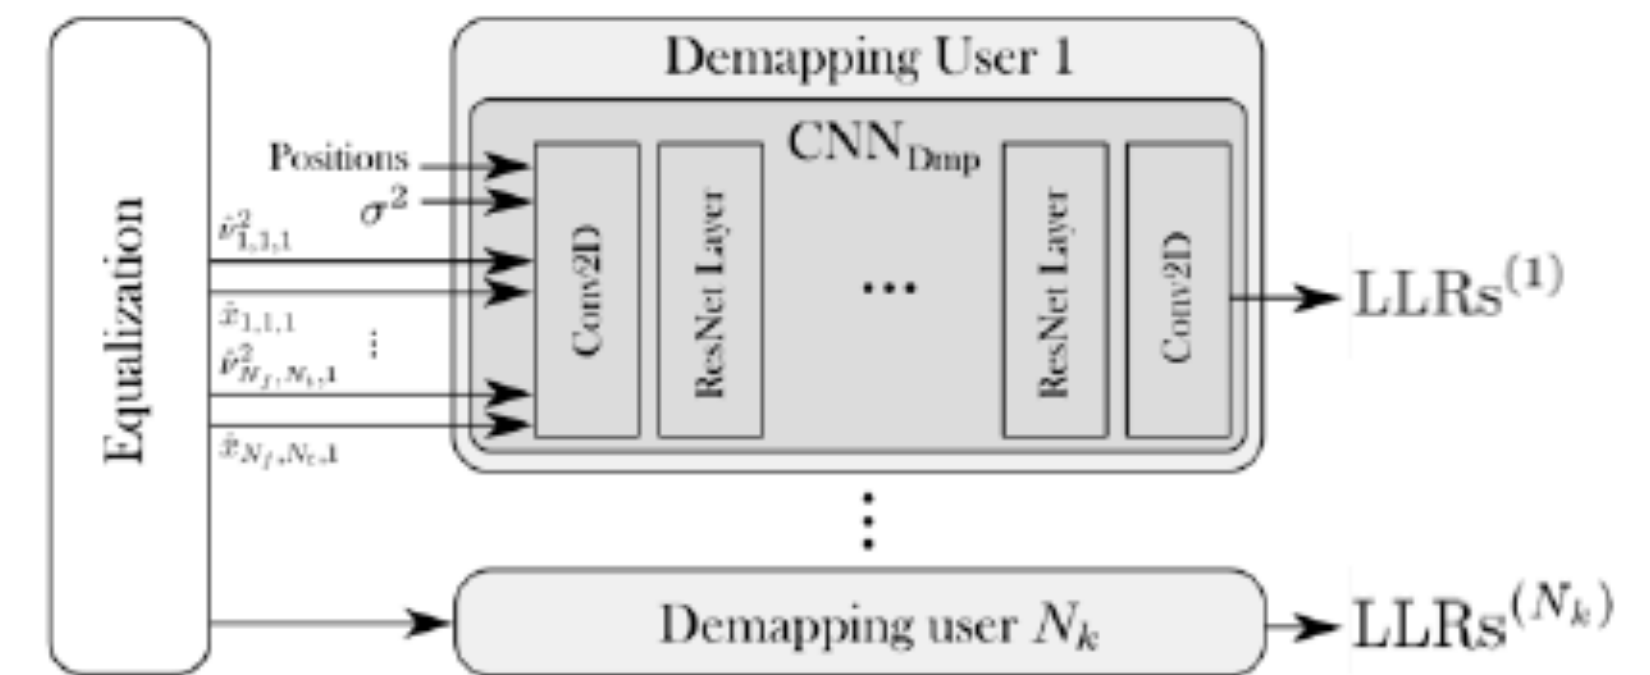 Demapping User 1
CNN_Dmp
Positions
σ²
ν̂²_{1,1,1}
x̂_{1,1,1}
⋮
ν̂²_{N_f,N_t,1}
x̂_{N_f,N_t,1}
Equalization
Conv2D
ResNet Layer
...
ResNet Layer
Conv2D
LLRs^(1)
⋮
Demapping user N_k
LLRs^(N_k)